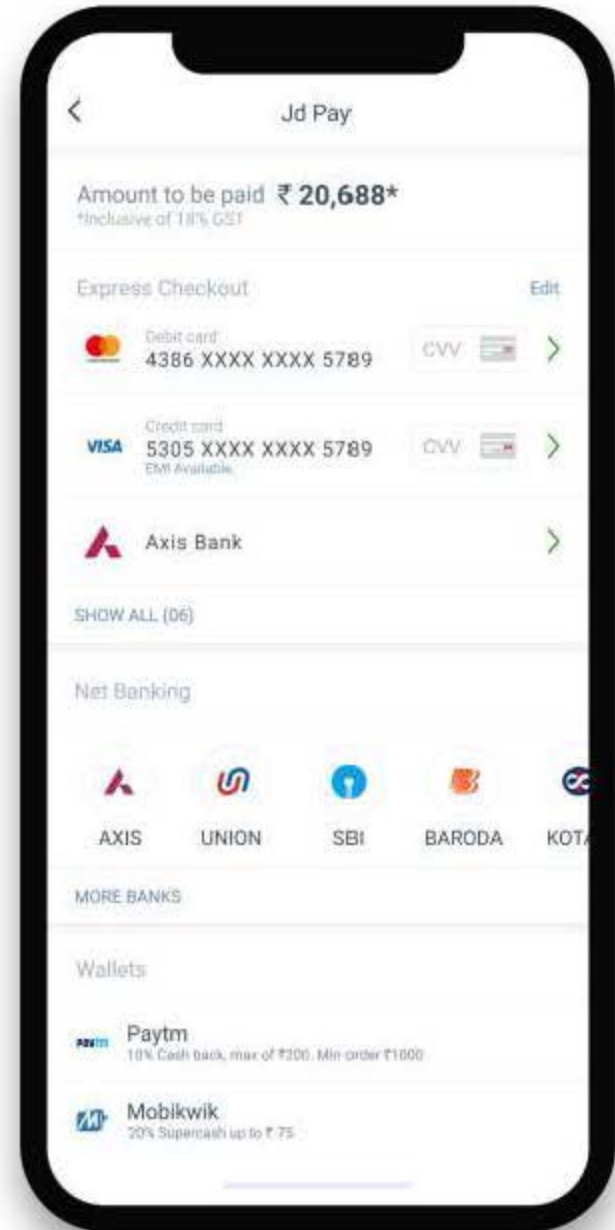 Jd Pay
Amount to be paid ₹ 20,688*
*Inclusive of 18% GST
Express Checkout Edit
Debit card
4386 XXXX XXXX 5789 CVV
VISA Credit card
5305 XXXX XXXX 5789 CVV
EMI Available
Axis Bank
SHOW ALL (06)
Net Banking
AXIS UNION SBI BARODA KOTA
MORE BANKS
Wallets
Paytm Paytm
10% Cash back, max of ₹200. Min order ₹1000
Mobikwik
20% Supercash up to ₹ 75